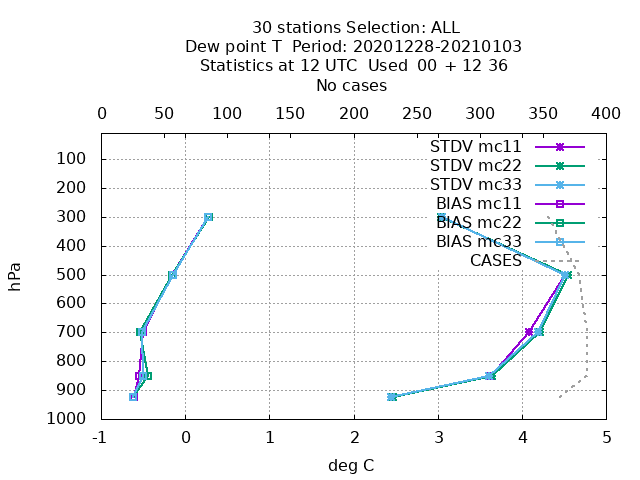 30 stations Selection: ALL
Dew point T  Period: 20201228-20210103
Statistics at 12 UTC  Used  00 + 12 36
No cases
0 50 100 150 200 250 300 350 400
STDV mc11
STDV mc22
STDV mc33
BIAS mc11
BIAS mc22
BIAS mc33
CASES
100
200
300
400
500
600
700
800
900
1000
hPa
-1 0 1 2 3 4 5
deg C